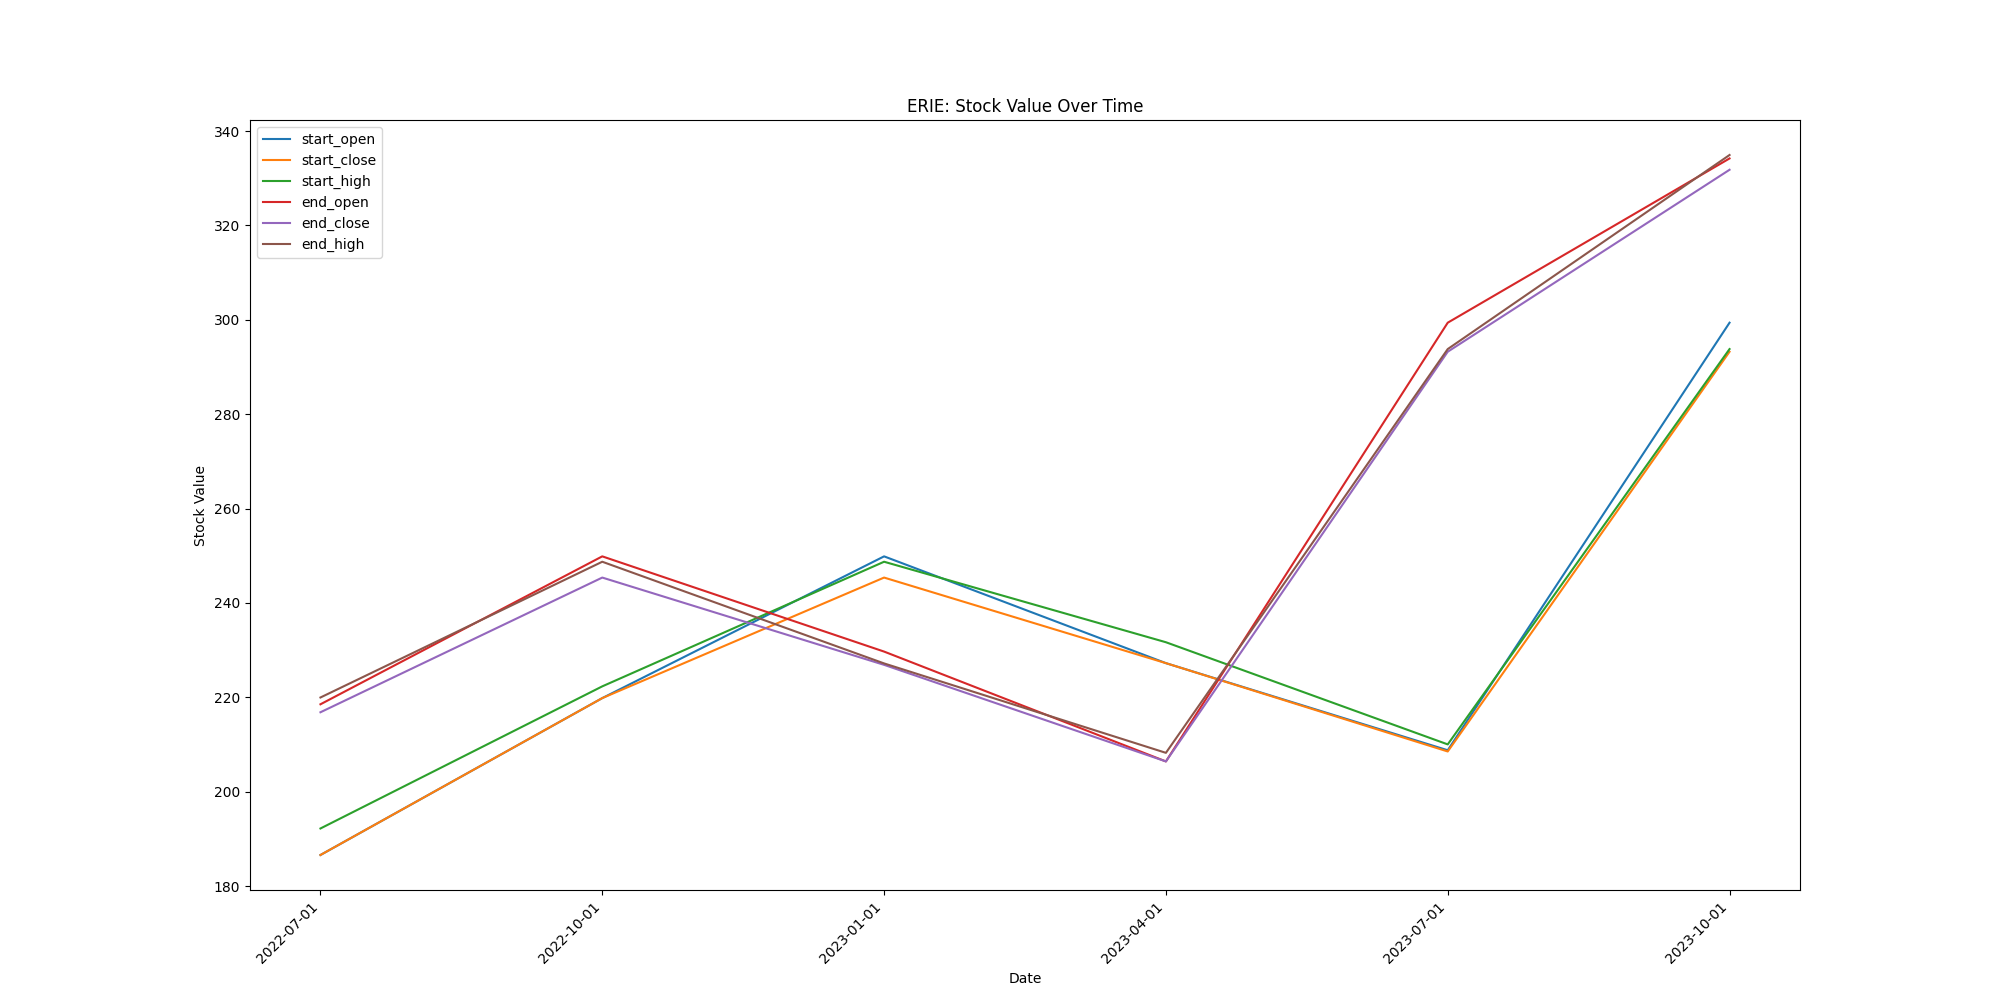 ERIE: Stock Value Over Time
start_open
start_close
start_high
end_open
end_close
end_high
Stock Value
340
320
300
280
260
240
220
200
180
2022-07-01
2022-10-01
2023-01-01
2023-04-01
2023-07-01
2023-10-01
Date